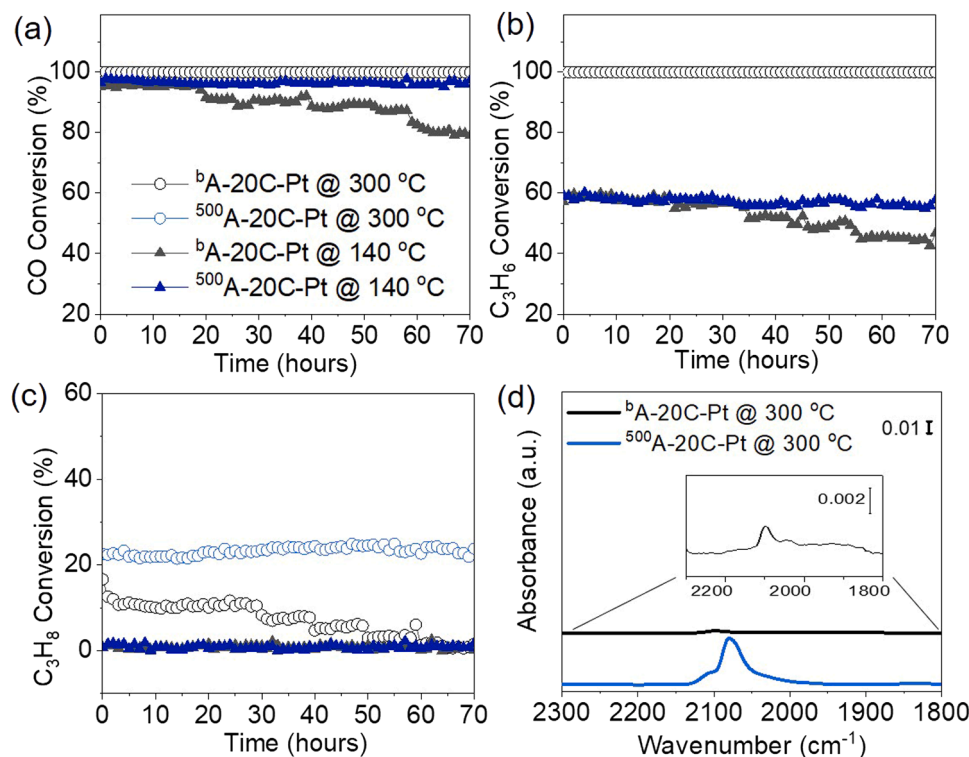 (a)
CO Conversion (%)
100
80
60
40
20
ᵇA-20C-Pt @ 300 °C
⁵⁰⁰A-20C-Pt @ 300 °C
ᵇA-20C-Pt @ 140 °C
⁵⁰⁰A-20C-Pt @ 140 °C
0 10 20 30 40 50 60 70
Time (hours)
(b)
C₃H₆ Conversion (%)
100
80
60
40
20
0 10 20 30 40 50 60 70
Time (hours)
(c)
C₃H₈ Conversion (%)
60
40
20
0
0 10 20 30 40 50 60 70
Time (hours)
(d)
Absorbance (a.u.)
ᵇA-20C-Pt @ 300 °C
⁵⁰⁰A-20C-Pt @ 300 °C
0.01
0.002
2200 2000 1800
2300 2200 2100 2000 1900 1800
Wavenumber (cm⁻¹)